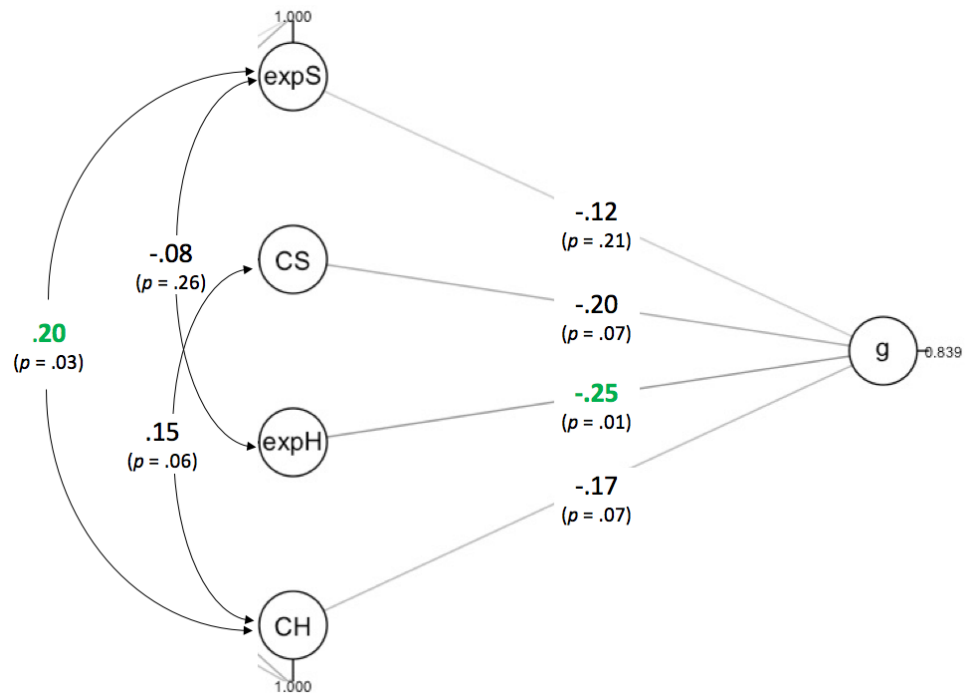 1.000
expS
-.12
(p = .21)
-.08
(p = .26)
CS
-.20
(p = .07)
.20
(p = .03)
g
0.839
-.25
(p = .01)
.15
(p = .06)
expH
-.17
(p = .07)
CH
1.000